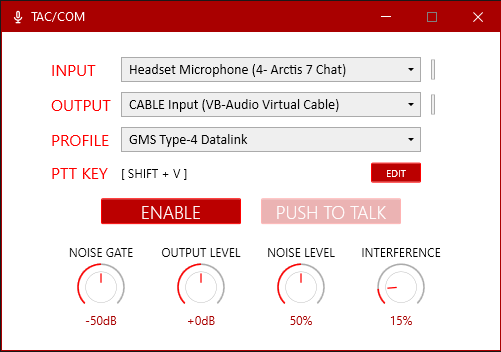 TAC/COM
INPUT Headset Microphone (4- Arctis 7 Chat)
OUTPUT CABLE Input (VB-Audio Virtual Cable)
PROFILE GMS Type-4 Datalink
PTT KEY [ SHIFT + V ] EDIT
ENABLE PUSH TO TALK
NOISE GATE OUTPUT LEVEL NOISE LEVEL INTERFERENCE
-50dB +0dB 50% 15%